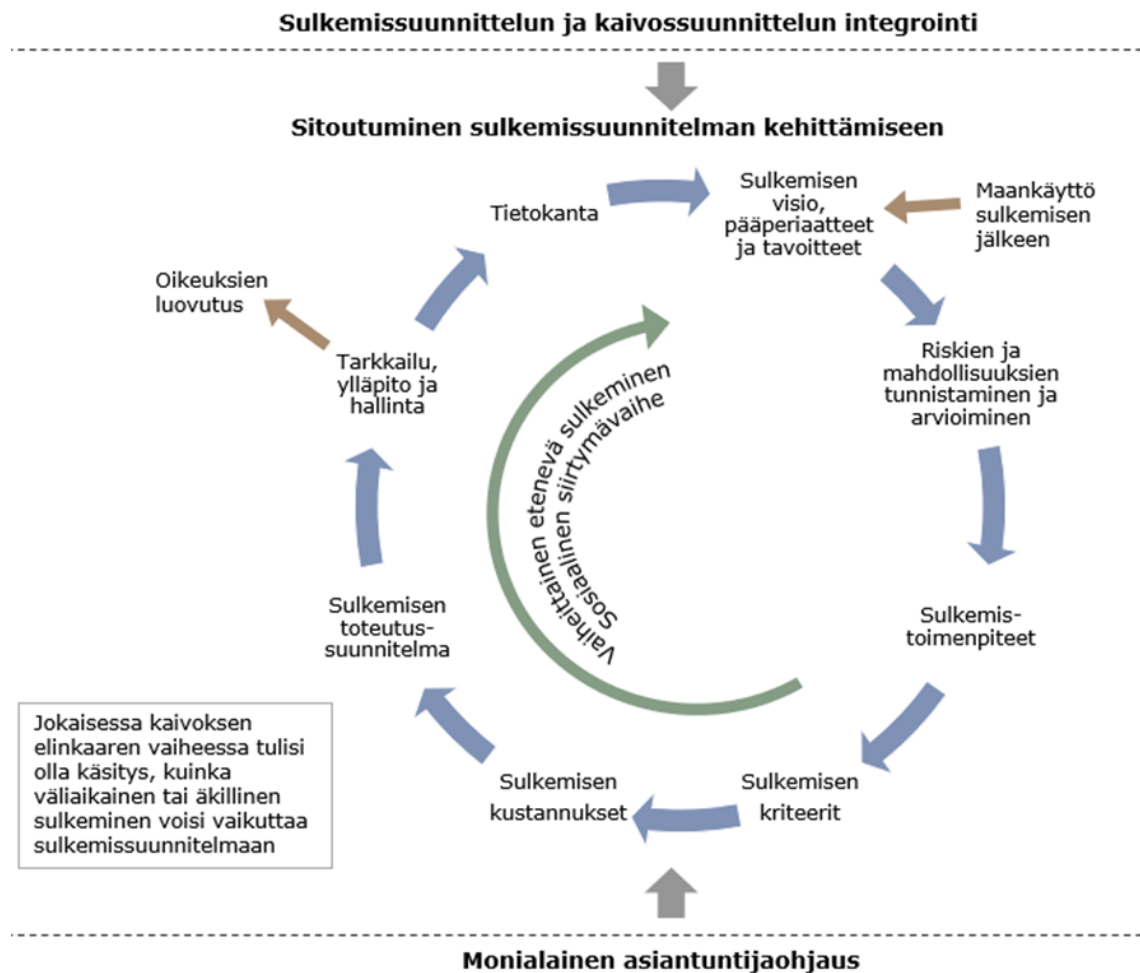 Sulkemissuunnittelun ja kaivossuunnittelun integrointi
Sitoutuminen sulkemissuunnitelman kehittämiseen
Tietokanta
Sulkemisen
visio,
pääperiaatteet
ja tavoitteet
Maankäyttö
sulkemisen
jälkeen
Oikeuksien
luovutus
Tarkkailu,
ylläpito ja
hallinta
Riskien ja
mahdollisuuksien
tunnistaminen ja
arvioiminen
Vaiheittainen etenevä sulkeminen
Sosiaalinen siirtymävaihe
Sulkemisen
toteutus-
suunnitelma
Sulkemis-
toimenpiteet
Jokaisessa kaivoksen
elinkaaren vaiheessa tulisi
olla käsitys, kuinka
väliaikainen tai äkillinen
sulkeminen voisi vaikuttaa
sulkemissuunnitelmaan
Sulkemisen
kustannukset
Sulkemisen
kriteerit
Monialainen asiantuntijaohjaus